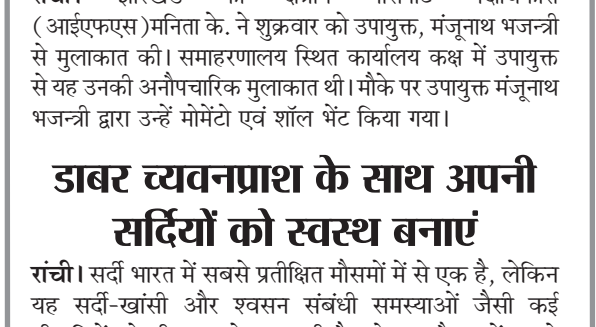 (आईएफएस)मनिता के. ने शुक्रवार को उपायुक्त, मंजूनाथ भजन्त्री
से मुलाकात की। समाहरणालय स्थित कार्यालय कक्ष में उपायुक्त
से यह उनकी अनौपचारिक मुलाकात थी। मौके पर उपायुक्त मंजूनाथ
भजन्त्री द्वारा उन्हें मोमेंटो एवं शॉल भेंट किया गया।
डाबर च्यवनप्राश के साथ अपनी
सर्दियों को स्वस्थ बनाएं
रांची। सर्दी भारत में सबसे प्रतीक्षित मौसमों में से एक है, लेकिन
यह सर्दी-खांसी और श्वसन संबंधी समस्याओं जैसी कई